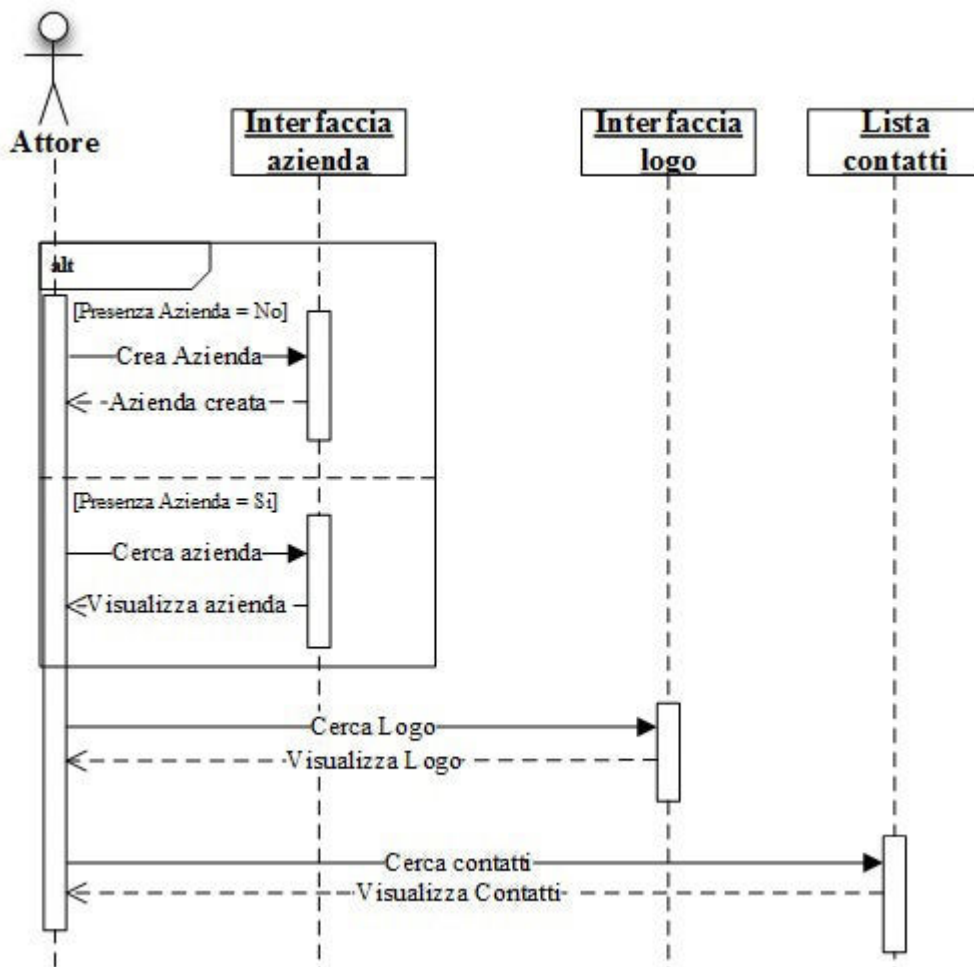 Attore
Interfaccia
azienda
Interfaccia
logo
Lista
contatti
alt
[Presenza Azienda = No]
Crea Azienda
Azienda creata
[Presenza Azienda = Si]
Cerca azienda
Visualizza azienda
Cerca Logo
Visualizza Logo
Cerca contatti
Visualizza Contatti